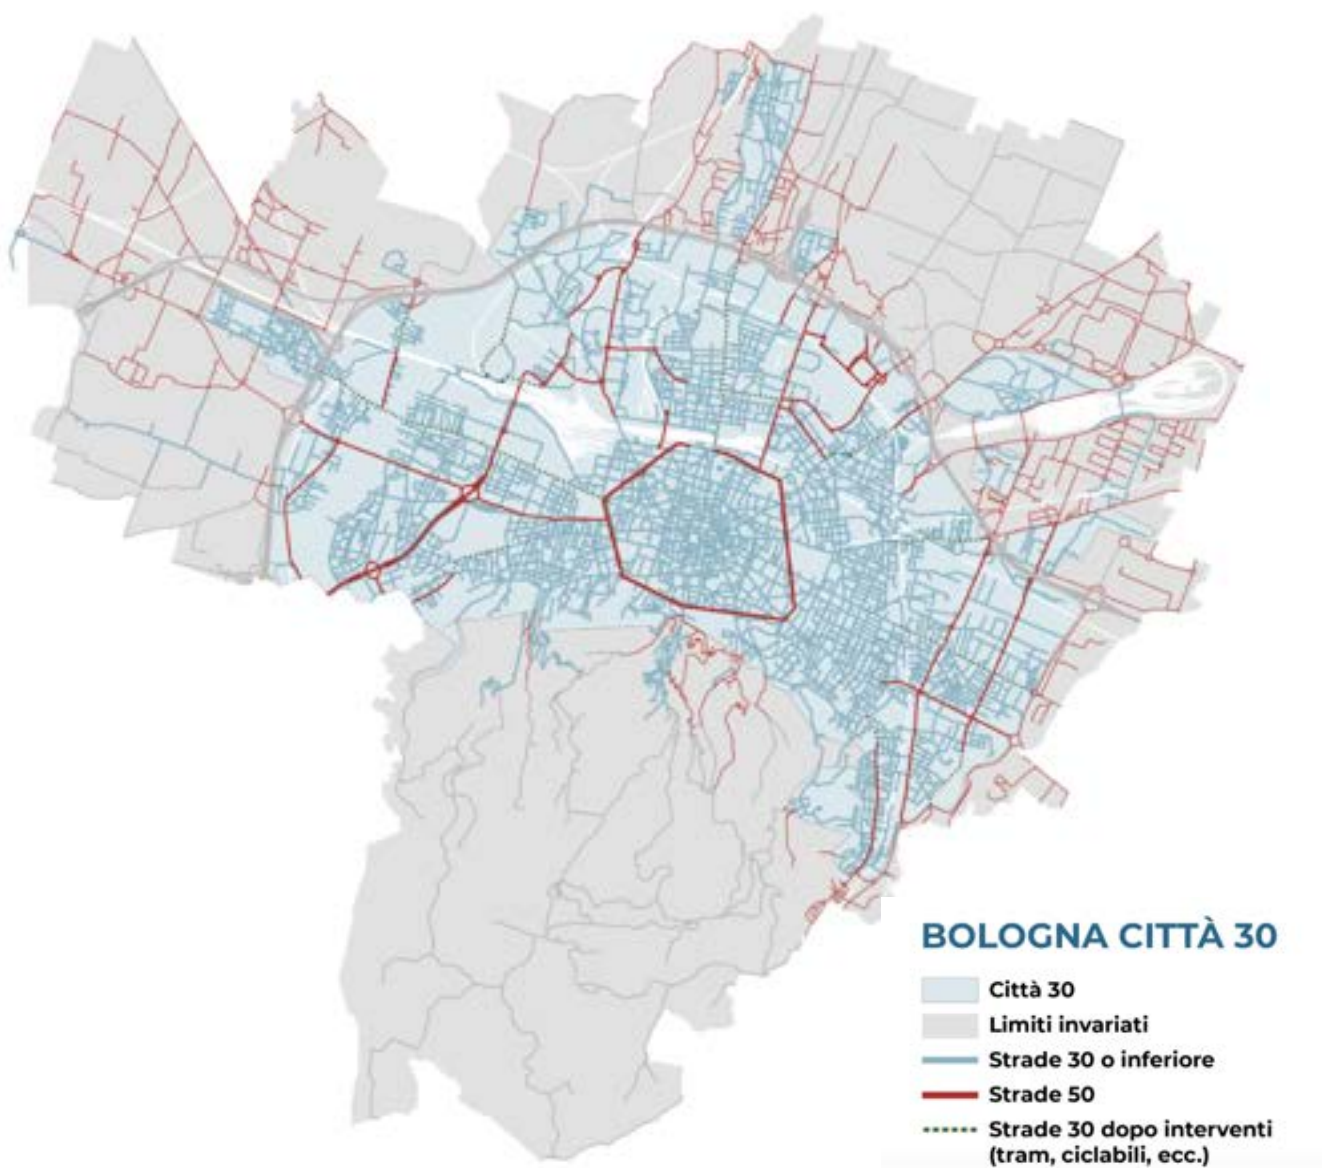 BOLOGNA CITTÀ 30
Città 30
Limiti invariati
Strade 30 o inferiore
Strade 50
Strade 30 dopo interventi
(tram, ciclabili, ecc.)